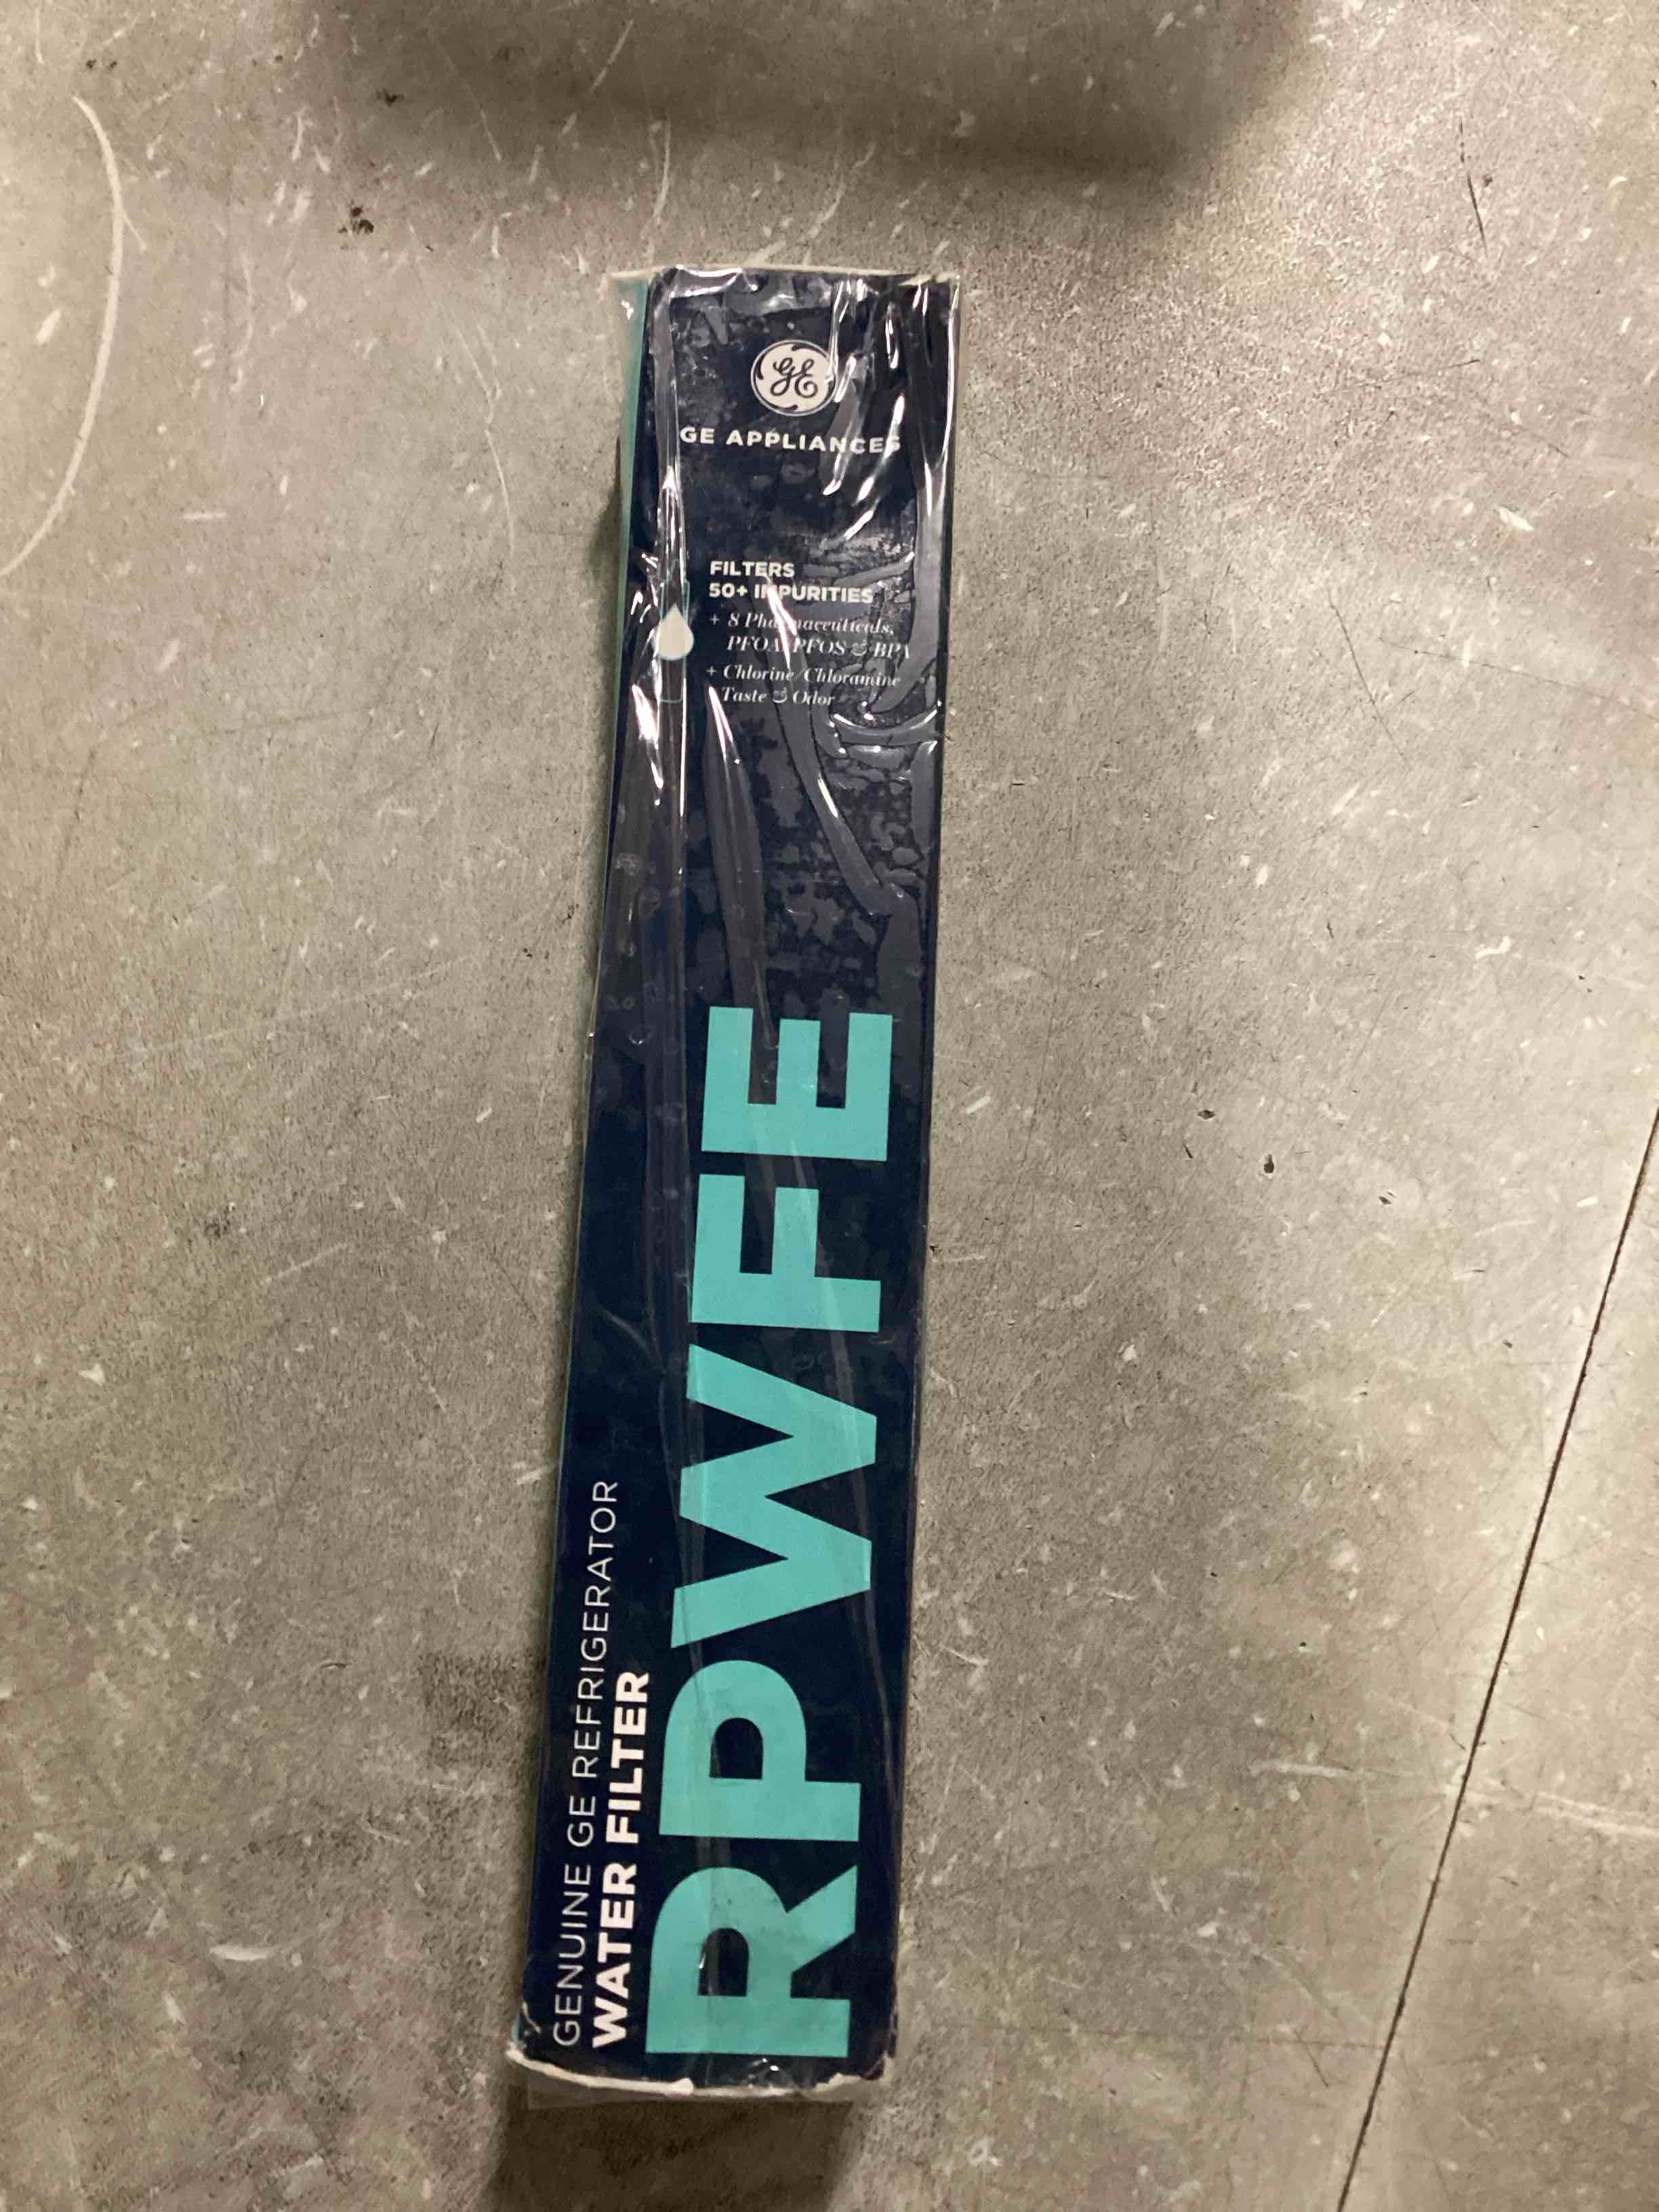 GE
GE APPLIANCES
FILTERS
50+ IMPURITIES
+ 8 Pharmaceuticals,
PFOA, PFOS & BPA
+ Chlorine/Chloramine
Taste & Odor
GENUINE GE REFRIGERATOR
WATER FILTER
RPWFE